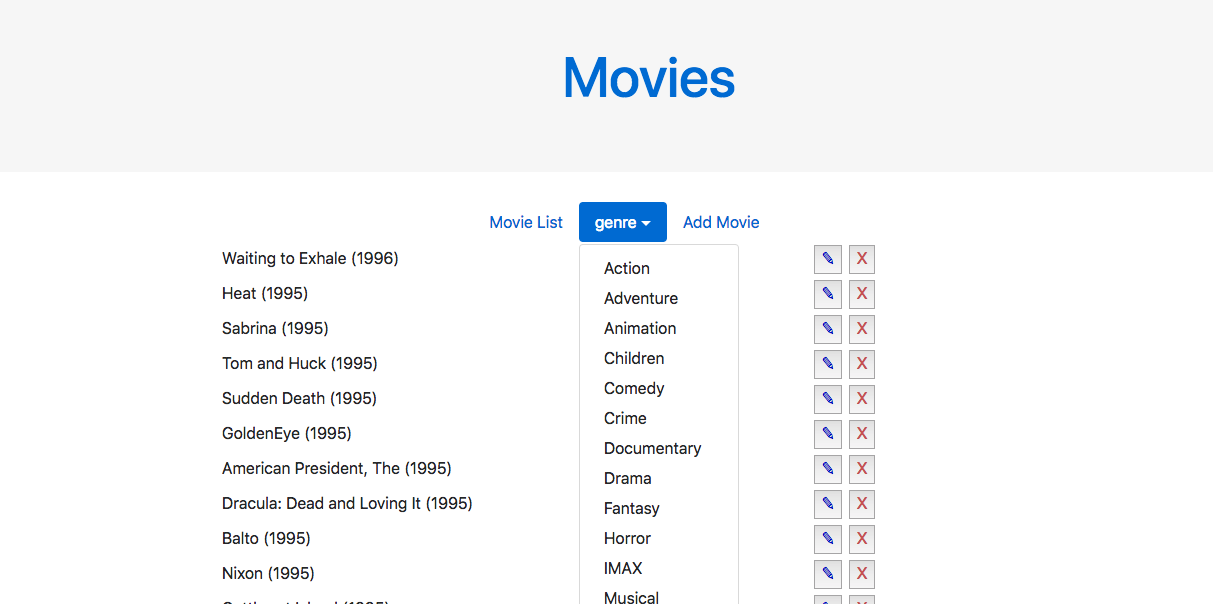 Movies
Movie List genre Add Movie
Waiting to Exhale (1996) X
Heat (1995) X
Sabrina (1995) X
Tom and Huck (1995) X
Sudden Death (1995) X
GoldenEye (1995) X
American President, The (1995) X
Dracula: Dead and Loving It (1995) X
Balto (1995) X
Nixon (1995) X
Action
Adventure
Animation
Children
Comedy
Crime
Documentary
Drama
Fantasy
Horror
IMAX
Musical